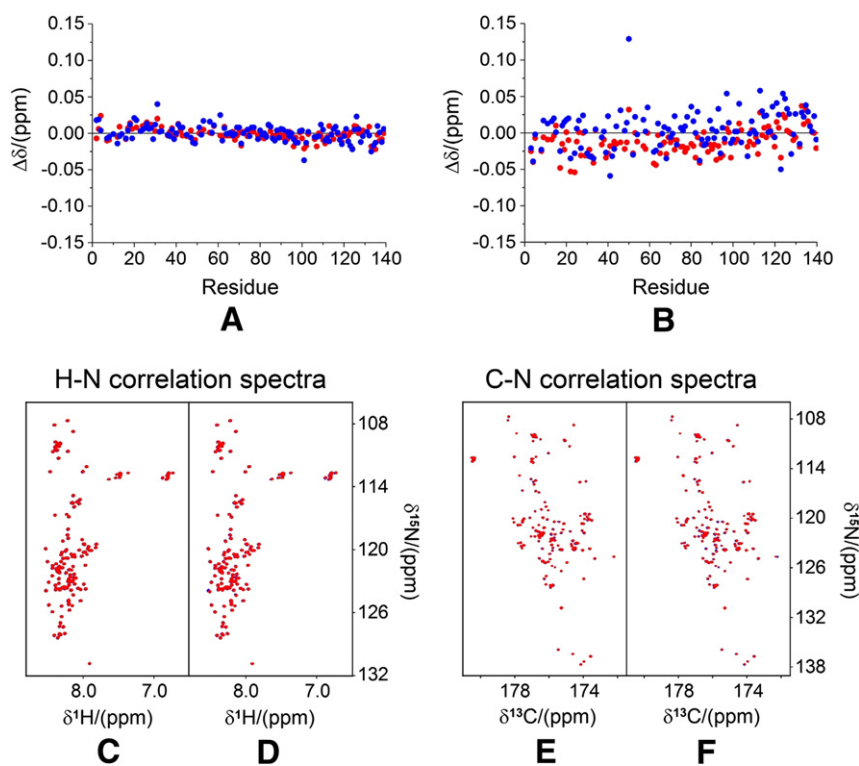 0.15
0.10
0.05
0.00
-0.05
-0.10
-0.15
Δδ/(ppm)
0 20 40 60 80 100 120 140
Residue
A
0.15
0.10
0.05
0.00
-0.05
-0.10
-0.15
Δδ/(ppm)
0 20 40 60 80 100 120 140
Residue
B
H-N correlation spectra
108
114
120
126
132
δ¹⁵N/(ppm)
8.0 7.0 8.0 7.0
δ¹H/(ppm) δ¹H/(ppm)
C D
C-N correlation spectra
108
114
120
126
132
138
δ¹⁵N/(ppm)
178 174 178 174
δ¹³C/(ppm) δ¹³C/(ppm)
E F